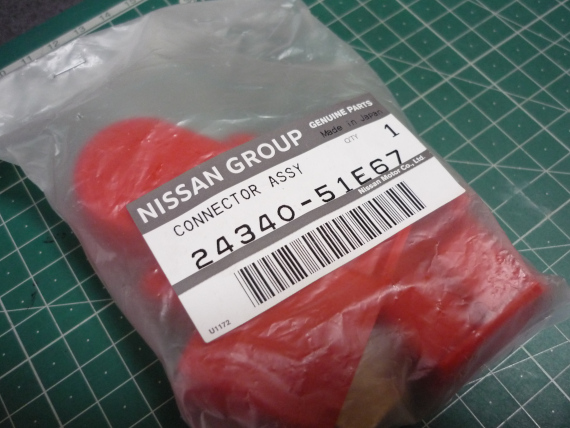 NISSAN GROUP GENUINE PARTS
Made in Japan
CONNECTOR ASSY QTY 1
24340-51E67
Nissan Motor Co., Ltd.
U1172